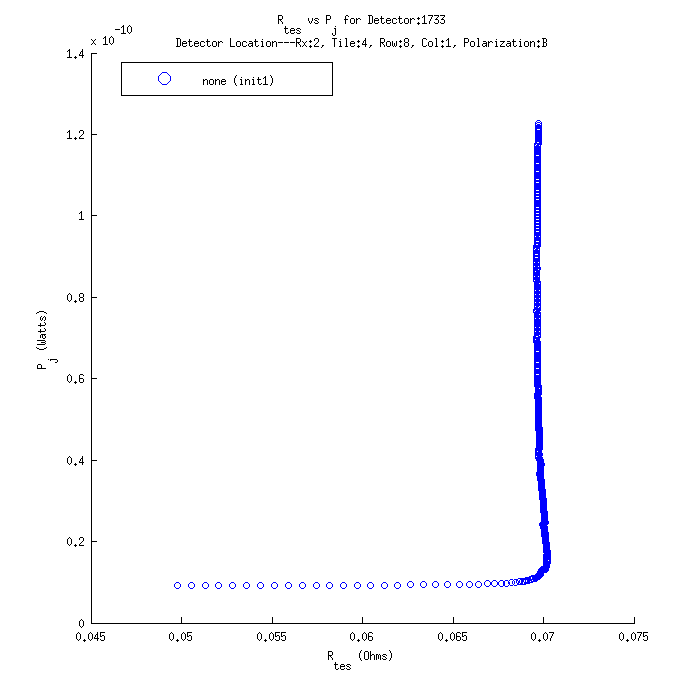 R_tes vs P_j for Detector:1733
Detector Location---Rx:2, Tile:4, Row:8, Col:1, Polarization:B
x 10^-10
none (init1)
1.4
1.2
1
0.8
0.6
0.4
0.2
0
P_j (Watts)
0.045 0.05 0.055 0.06 0.065 0.07 0.075
R_tes (Ohms)